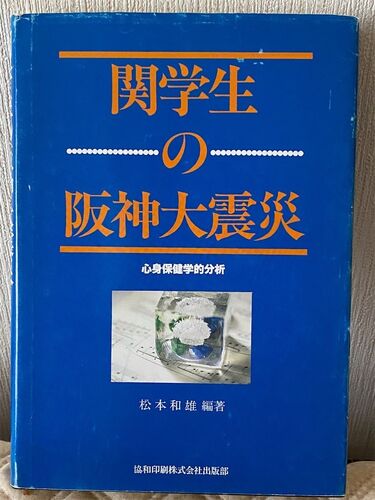 関学生
の
阪神大震災
心身保健学的分析
松本和雄 編著
協和印刷株式会社出版部